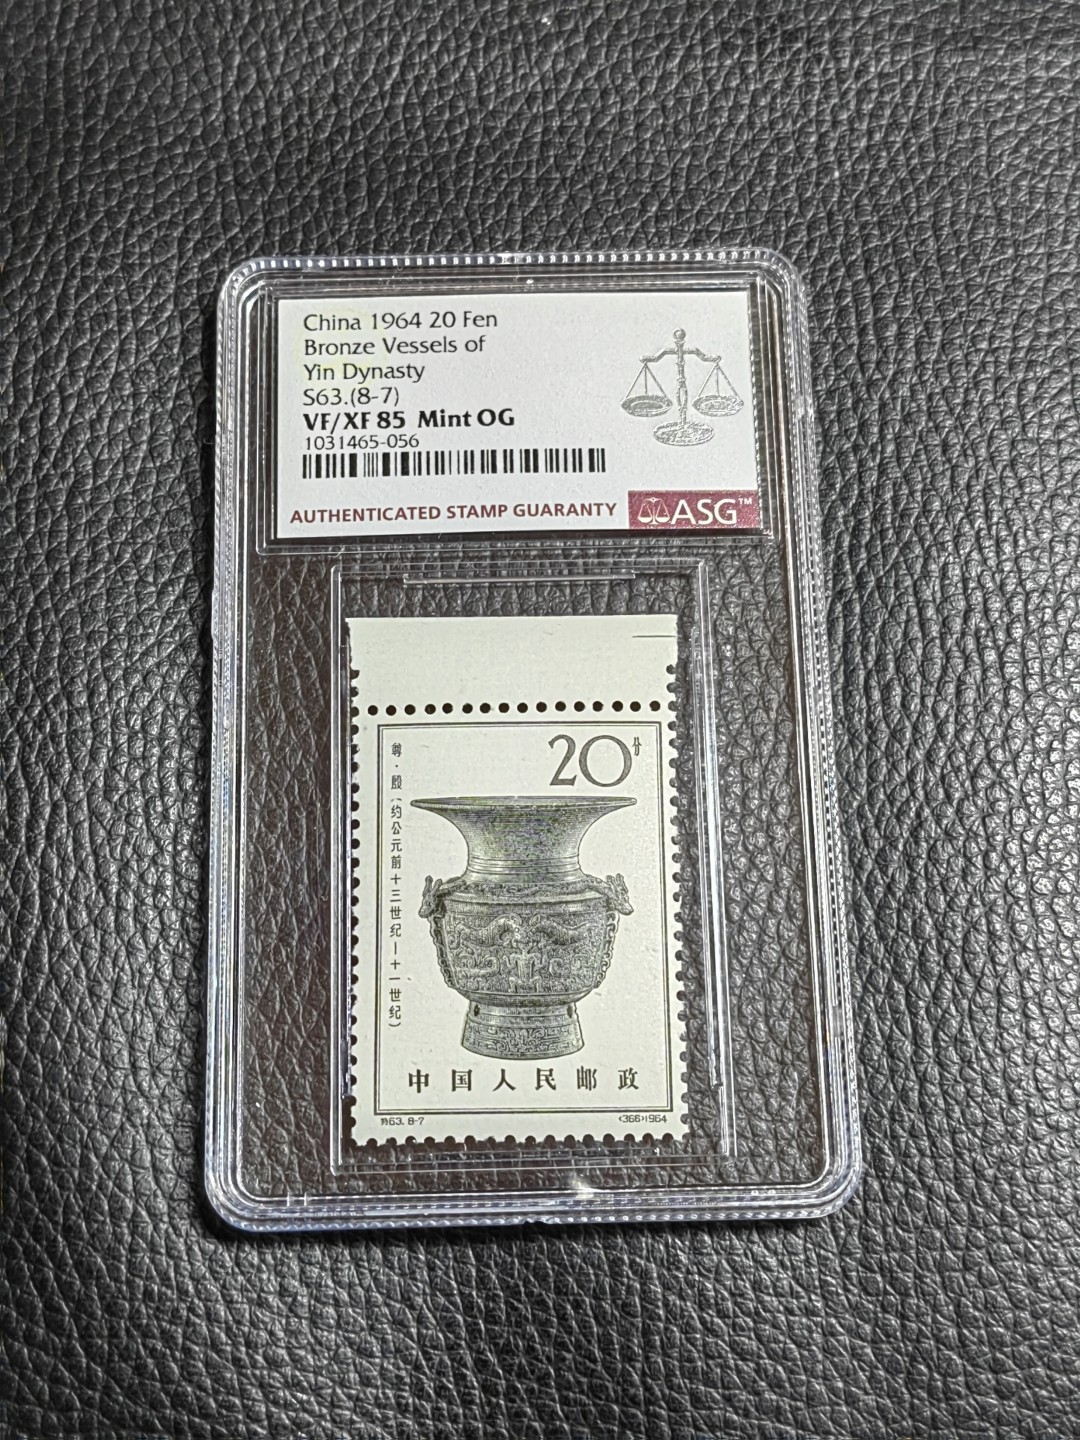 China 1964 20 Fen
Bronze Vessels of
Yin Dynasty
S63.(8-7)
VF/XF 85 Mint OG
1031465-056
AUTHENTICATED STAMP GUARANTY
ASG™
20分
尊·殷(约公元前十三世纪—十一世纪)
中国人民邮政
特63. 8-7
<366>1964